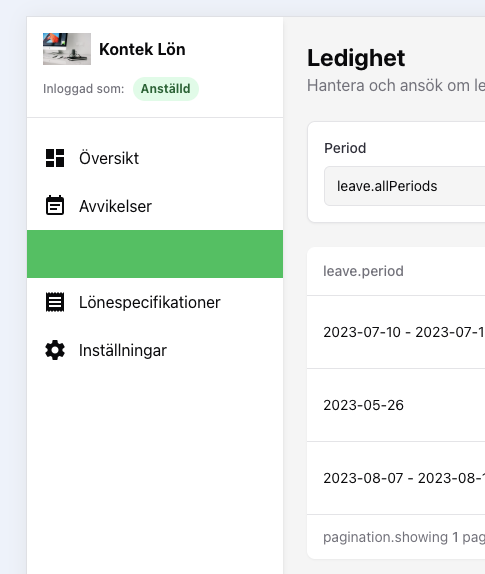 Kontek Lön
Inloggad som: Anställd
Översikt
Avvikelser
Lönespecifikationer
Inställningar
Ledighet
Hantera och ansök om le
Period
leave.allPeriods
leave.period
2023-07-10 - 2023-07-1
2023-05-26
2023-08-07 - 2023-08-1
pagination.showing 1 pag